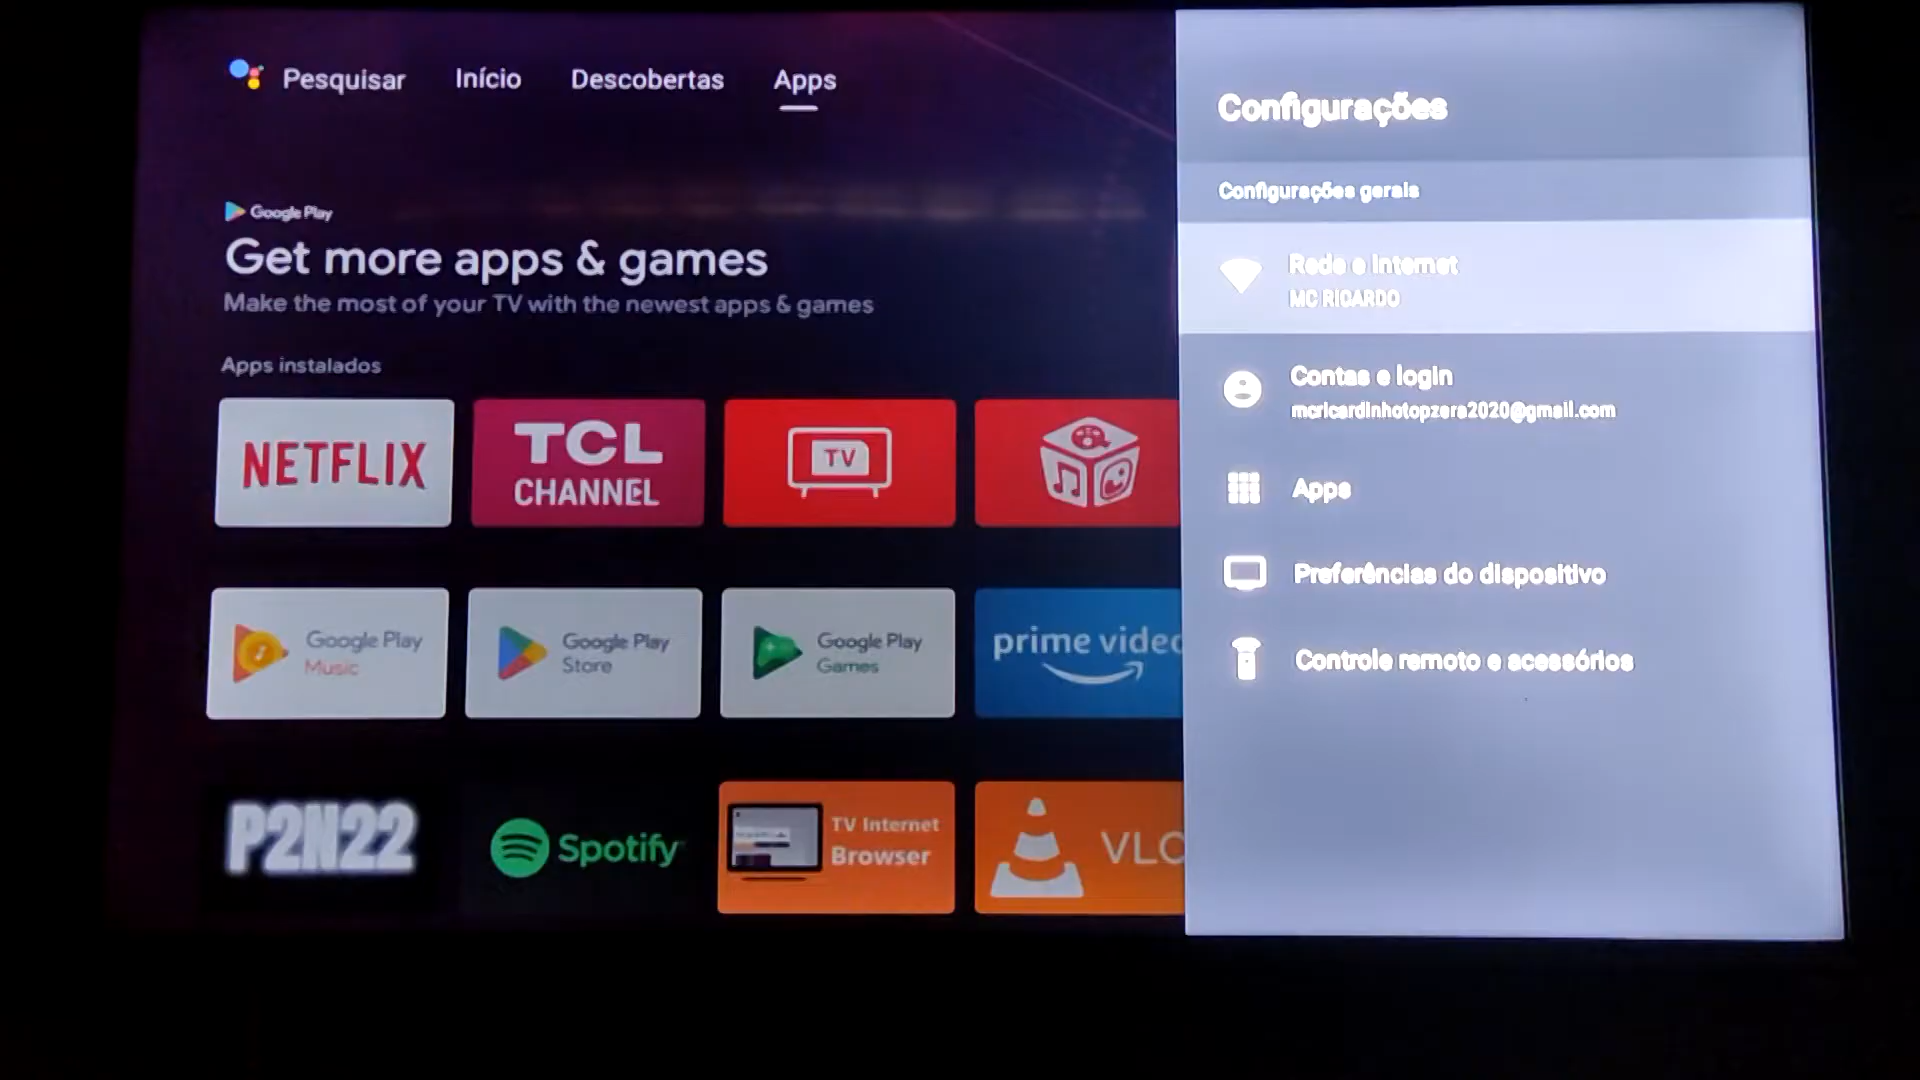 Pesquisar
Início
Descobertas
Apps
Google Play
Get more apps & games
Make the most of your TV with the newest apps & games
Apps instalados
NETFLIX
TCL
CHANNEL
TV
Google Play
Music
Google Play
Store
Google Play
Games
prime video
P2N22
Spotify
TV Internet
Browser
VLC
Configurações
Configurações gerais
Rede e Internet
MC RICARDO
Contas e login
mcricardinhotopzera2020@gmail.com
Apps
Preferências do dispositivo
Controle remoto e acessórios